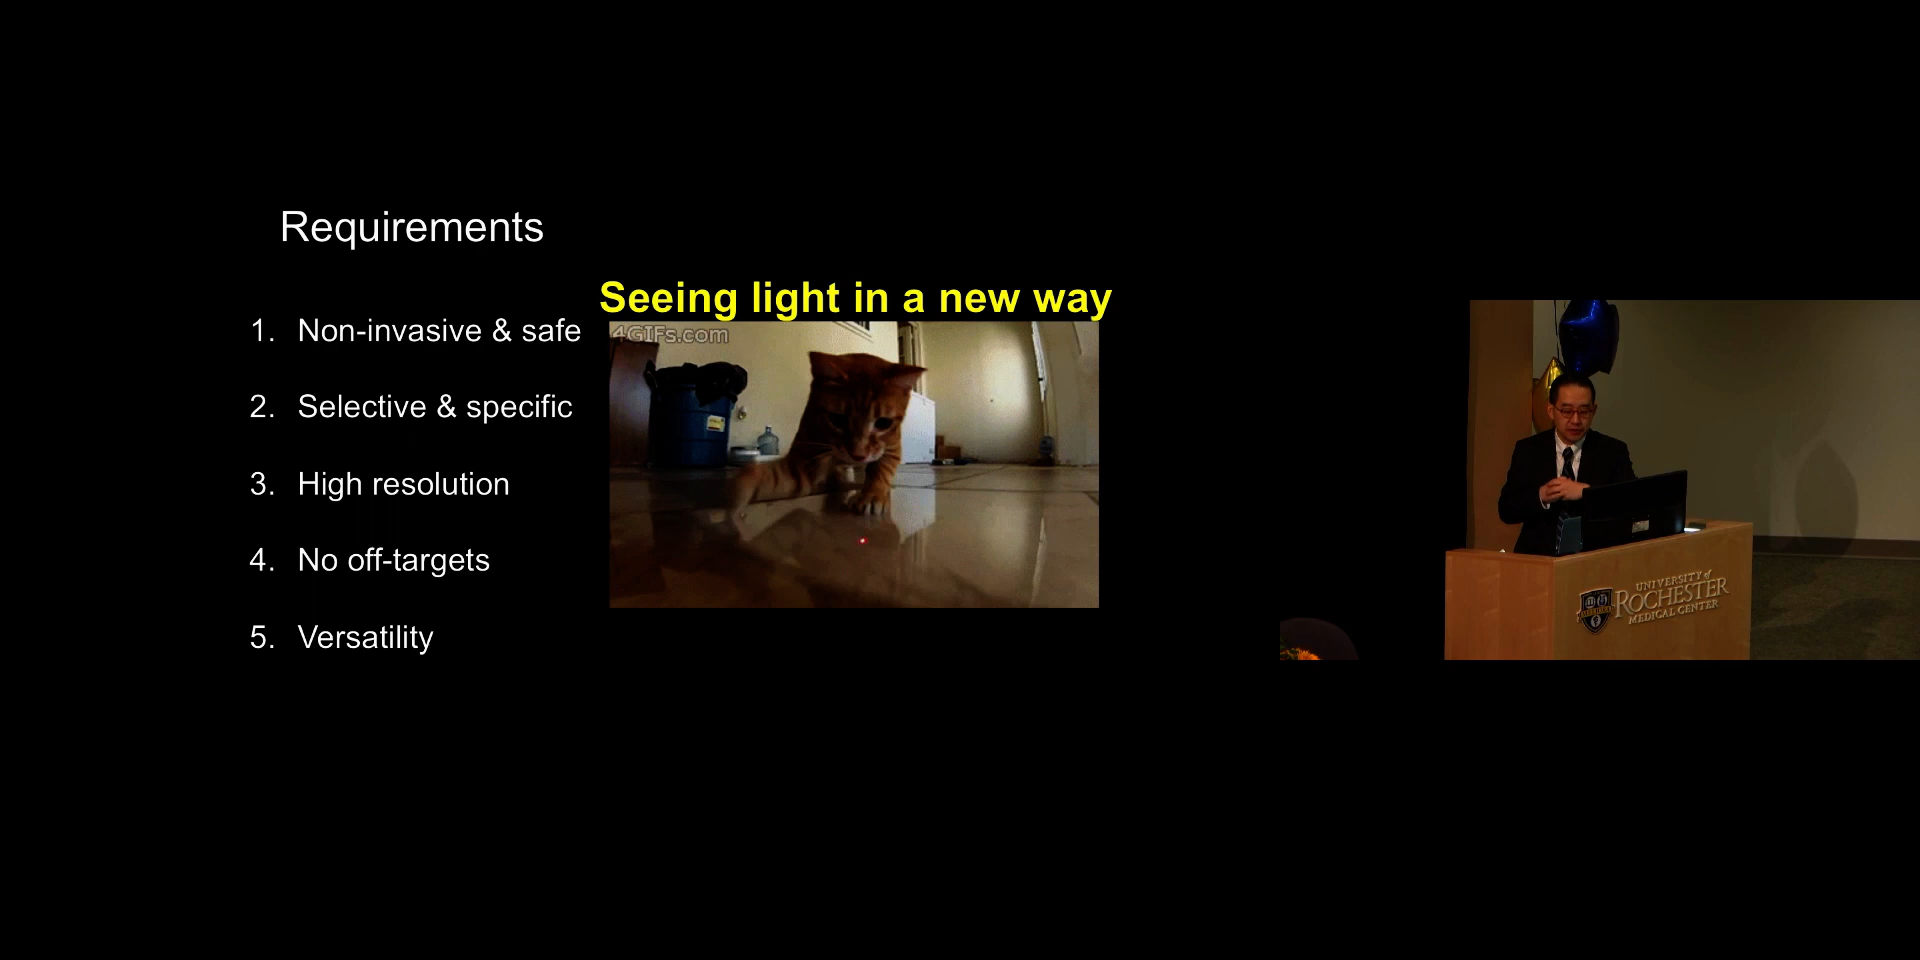 Requirements
Seeing light in a new way
1. Non-invasive & safe
2. Selective & specific
3. High resolution
4. No off-targets
5. Versatility
4GIFs.com
UNIVERSITY of
ROCHESTER
MEDICAL CENTER